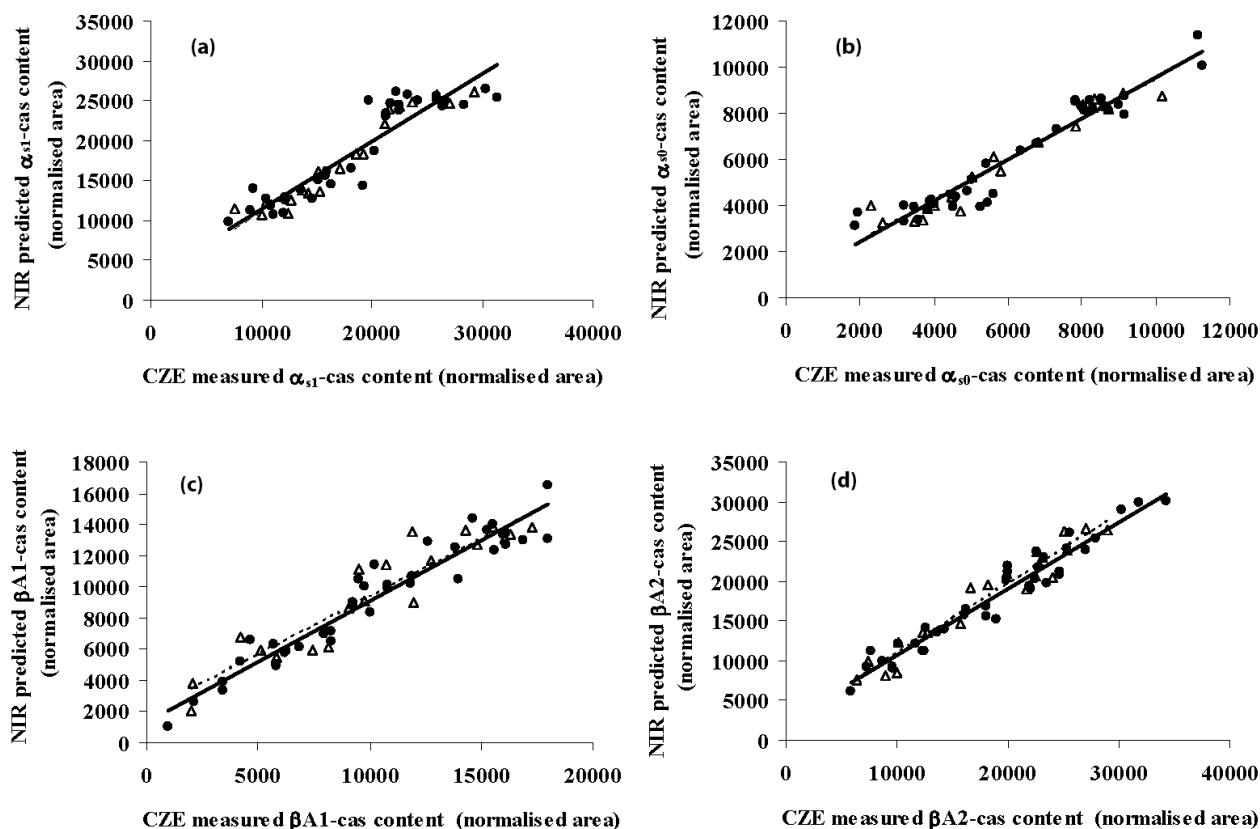 (a)
NIR predicted αs1-cas content
(normalised area)
35000
30000
25000
20000
15000
10000
5000
0
0 10000 20000 30000 40000
CZE measured αs1-cas content (normalised area)
(b)
NIR predicted αs0-cas content
(normalised area)
12000
10000
8000
6000
4000
2000
0
0 2000 4000 6000 8000 10000 12000
CZE measured αs0-cas content (normalised area)
(c)
NIR predicted βA1-cas content
(normalised area)
18000
16000
14000
12000
10000
8000
6000
4000
2000
0
0 5000 10000 15000 20000
CZE measured βA1-cas content (normalised area)
(d)
NIR predicted βA2-cas content
(normalised area)
35000
30000
25000
20000
15000
10000
5000
0
0 10000 20000 30000 40000
CZE measured βA2-cas content (normalised area)